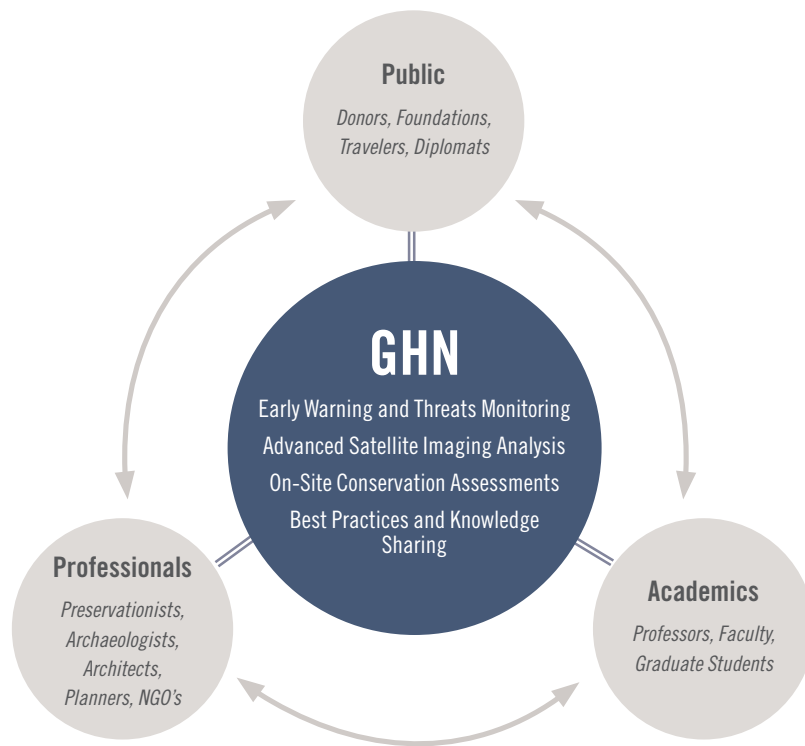 Public
Donors, Foundations,
Travelers, Diplomats
GHN
Early Warning and Threats Monitoring
Advanced Satellite Imaging Analysis
On-Site Conservation Assessments
Best Practices and Knowledge
Sharing
Professionals
Preservationists,
Archaeologists,
Architects,
Planners, NGO's
Academics
Professors, Faculty,
Graduate Students